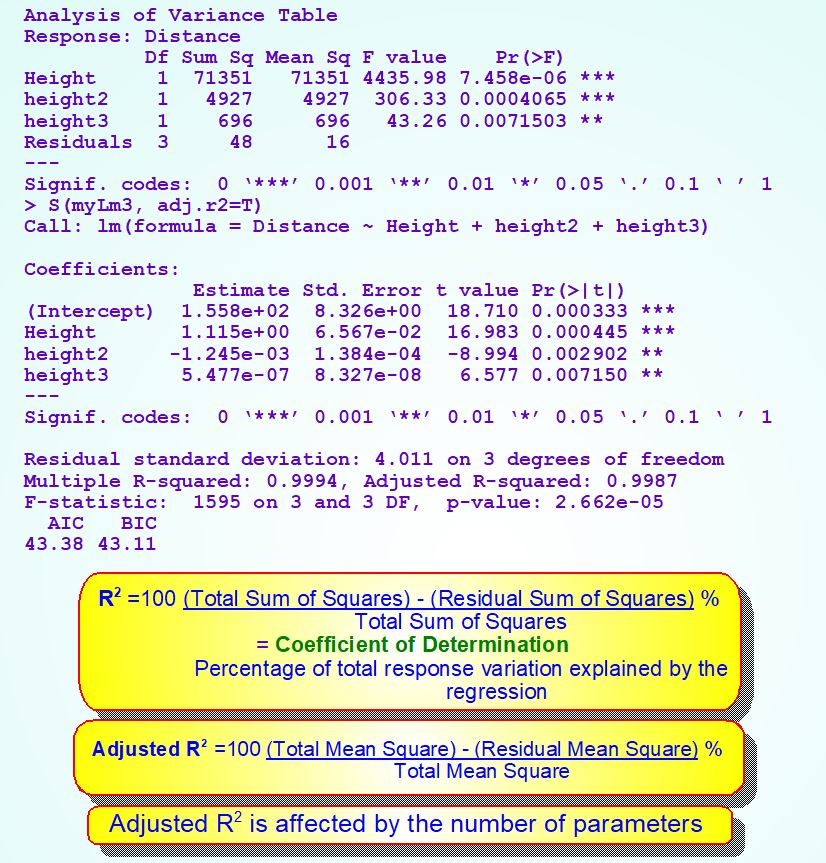 Analysis of Variance Table
Response: Distance
Df Sum Sq Mean Sq F value Pr(>F)
Height 1 71351 71351 4435.98 7.458e-06 ***
height2 1 4927 4927 306.33 0.0004065 ***
height3 1 696 696 43.26 0.0071503 **
Residuals 3 48 16
---
Signif. codes: 0 ‘***’ 0.001 ‘**’ 0.01 ‘*’ 0.05 ‘.’ 0.1 ‘ ’ 1
> S(myLm3, adj.r2=T)
Call: lm(formula = Distance ~ Height + height2 + height3)
Coefficients:
Estimate Std. Error t value Pr(>|t|)
(Intercept) 1.558e+02 8.326e+00 18.710 0.000333 ***
Height 1.115e+00 6.567e-02 16.983 0.000445 ***
height2 -1.245e-03 1.384e-04 -8.994 0.002902 **
height3 5.477e-07 8.327e-08 6.577 0.007150 **
---
Signif. codes: 0 ‘***’ 0.001 ‘**’ 0.01 ‘*’ 0.05 ‘.’ 0.1 ‘ ’ 1
Residual standard deviation: 4.011 on 3 degrees of freedom
Multiple R-squared: 0.9994, Adjusted R-squared: 0.9987
F-statistic: 1595 on 3 and 3 DF, p-value: 2.662e-05
AIC BIC
43.38 43.11
R² =100 (Total Sum of Squares) - (Residual Sum of Squares) %
Total Sum of Squares
= Coefficient of Determination
Percentage of total response variation explained by the
regression
Adjusted R² =100 (Total Mean Square) - (Residual Mean Square) %
Total Mean Square
Adjusted R² is affected by the number of parameters